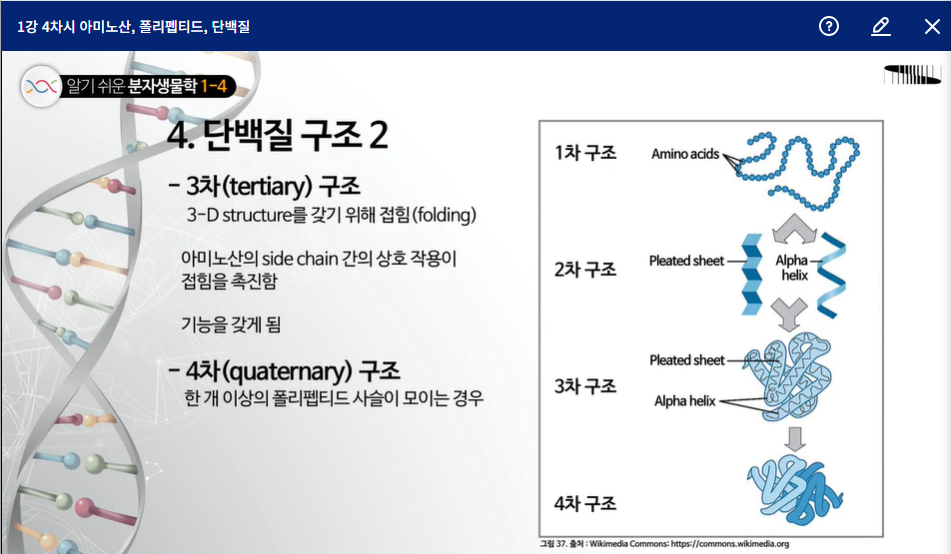 1강 4차시 아미노산, 폴리펩티드, 단백질
알기 쉬운 분자생물학 1-4
4. 단백질 구조 2
- 3차(tertiary) 구조
3-D structure를 갖기 위해 접힘(folding)
아미노산의 side chain 간의 상호 작용이
접힘을 촉진함
기능을 갖게 됨
- 4차(quaternary) 구조
한 개 이상의 폴리펩티드 사슬이 모이는 경우
1차 구조
Amino acids
2차 구조
Pleated sheet
Alpha
helix
3차 구조
Pleated sheet
Alpha helix
4차 구조
그림 37. 출처 : Wikimedia Commons: https://commons.wikimedia.org